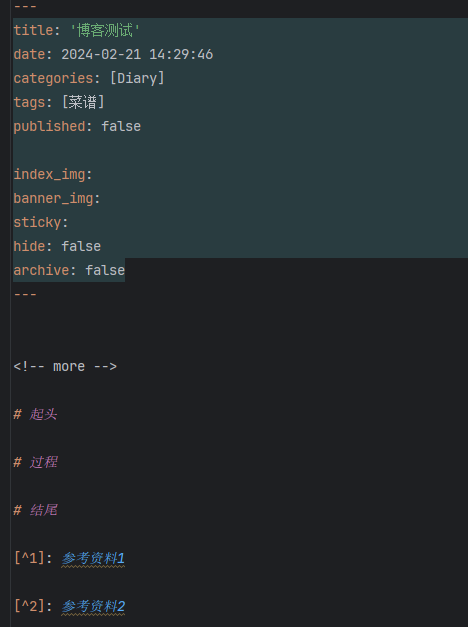 ---
title: '博客测试'
date: 2024-02-21 14:29:46
categories: [Diary]
tags: [菜谱]
published: false
index_img:
banner_img:
sticky:
hide: false
archive: false
---
<!-- more -->
# 起头
# 过程
# 结尾
[^1]: 参考资料1
[^2]: 参考资料2